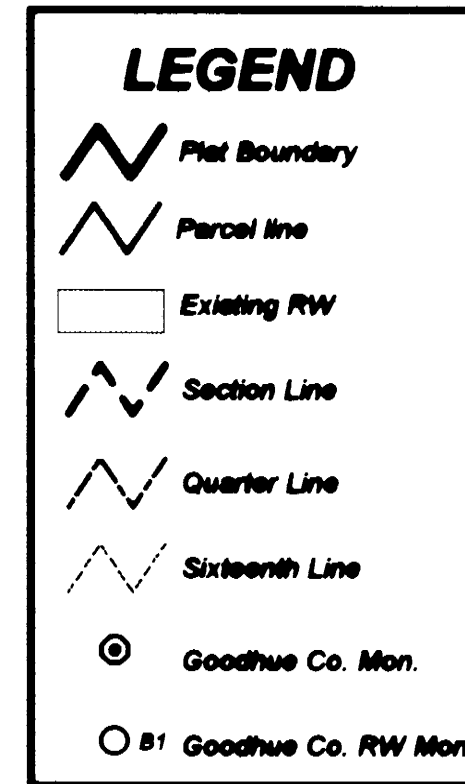 LEGEND
Plat Boundary
Parcel line
Existing RW
Section Line
Quarter Line
Sixteenth Line
Goodhue Co. Mon.
B1 Goodhue Co. RW Mon